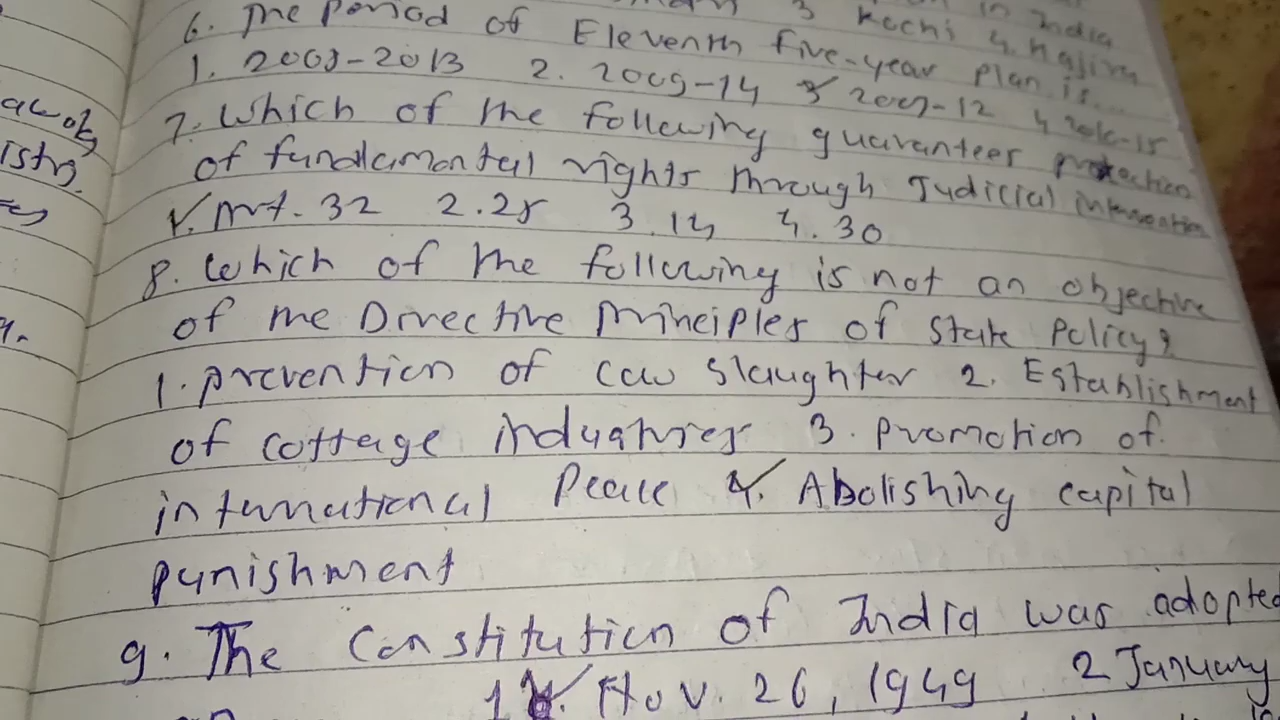 3 Kochi 4.
in India
6. The Period of Eleventh five-year Plan is...
1. 2008-2013 2. 2009-14 3 2007-12 4
7. Which of the following guarantees protection
of fundamental rights through Judicial intervention
1. Art. 32 2. 28 3. 14 4. 30
8. Which of the following is not an objective
of the Directive Principles of State Policy?
1. prevention of cow slaughter 2. Establishment
of cottage industries 3. promotion of
international Peace 4. Abolishing capital
punishment
9. The Constitution of India was adopted
1. Nov. 26, 1949 2 January